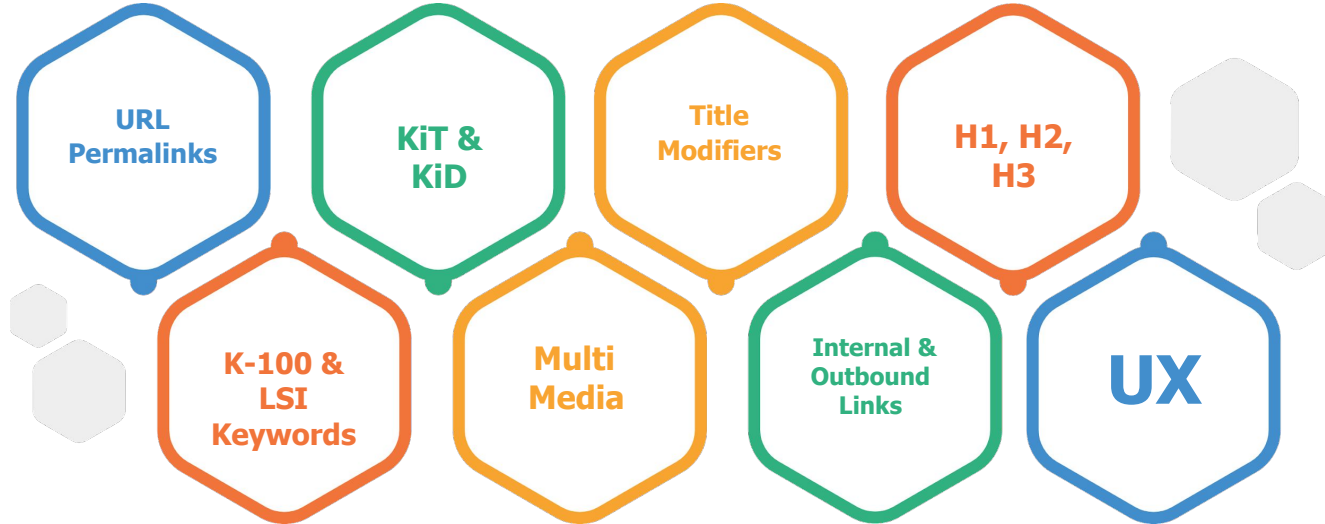 URL
Permalinks
KiT &
KiD
Title
Modifiers
H1, H2,
H3
K-100 &
LSI
Keywords
Multi
Media
Internal &
Outbound
Links
UX